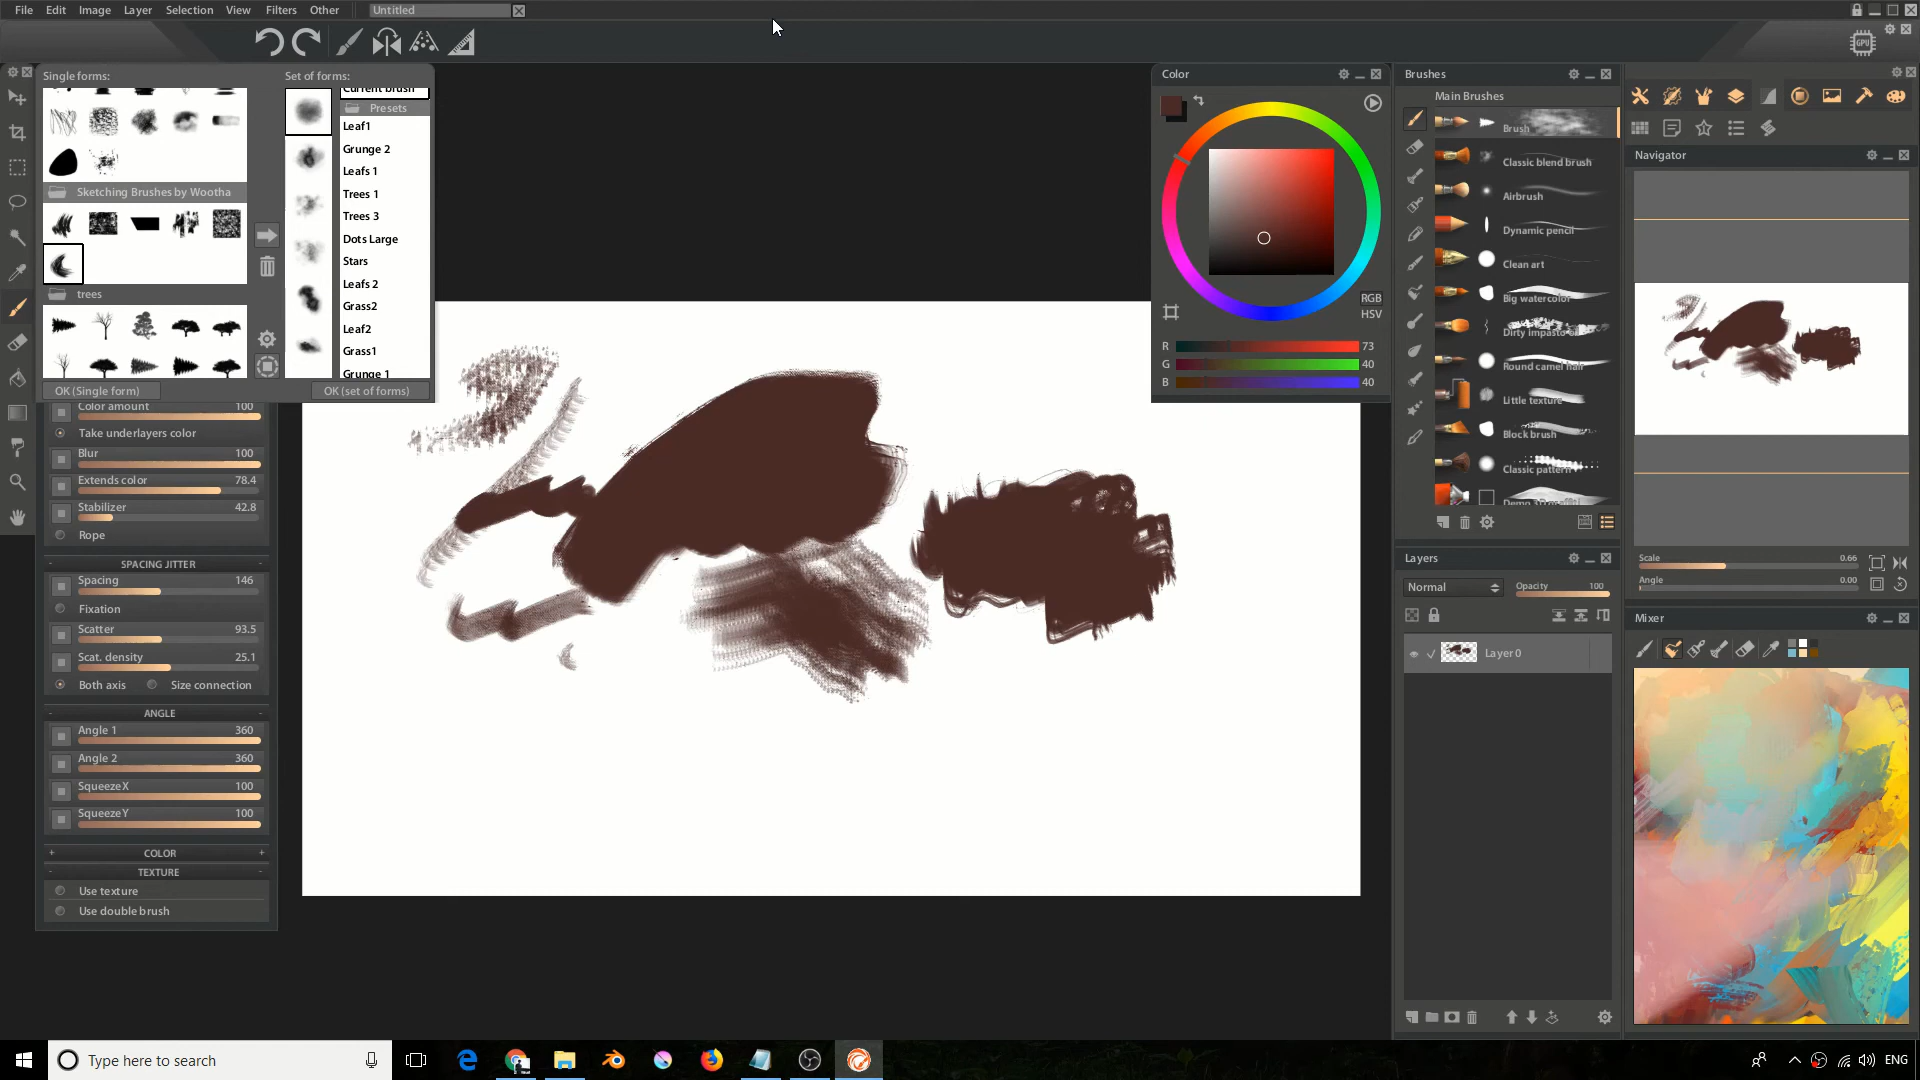 File Edit Image Layer Selection View Filters Other Untitled
GPU
Single forms:
Set of forms:
Current brush
Presets
Leaf1
Grunge 2
Leafs 1
Trees 1
Trees 3
Dots Large
Stars
Leafs 2
Grass2
Leaf2
Grass1
Grunge 1
Sketching Brushes by Wootha
trees
OK (Single form)
OK (set of forms)
Color amount 100
Take underlayers color
Blur 100
Extends color 78.4
Stabilizer 42.8
Rope
SPACING JITTER
Spacing 146
Fixation
Scatter 93.5
Scat. density 25.1
Both axis Size connection
ANGLE
Angle 1 360
Angle 2 360
SqueezeX 100
SqueezeY 100
COLOR
TEXTURE
Use texture
Use double brush
Color
RGB
HSV
R 73
G 40
B 40
Brushes
Main Brushes
Brush
Classic blend brush
Airbrush
Dynamic pencil
Clean art
Big watercolor
Dirty impasto
Round camel hair
Little texture
Block brush
Classic pattern
Layers
Normal
Opacity 100
Layer 0
Navigator
Scale 0.66
Angle 0.00
Mixer
Type here to search
ENG